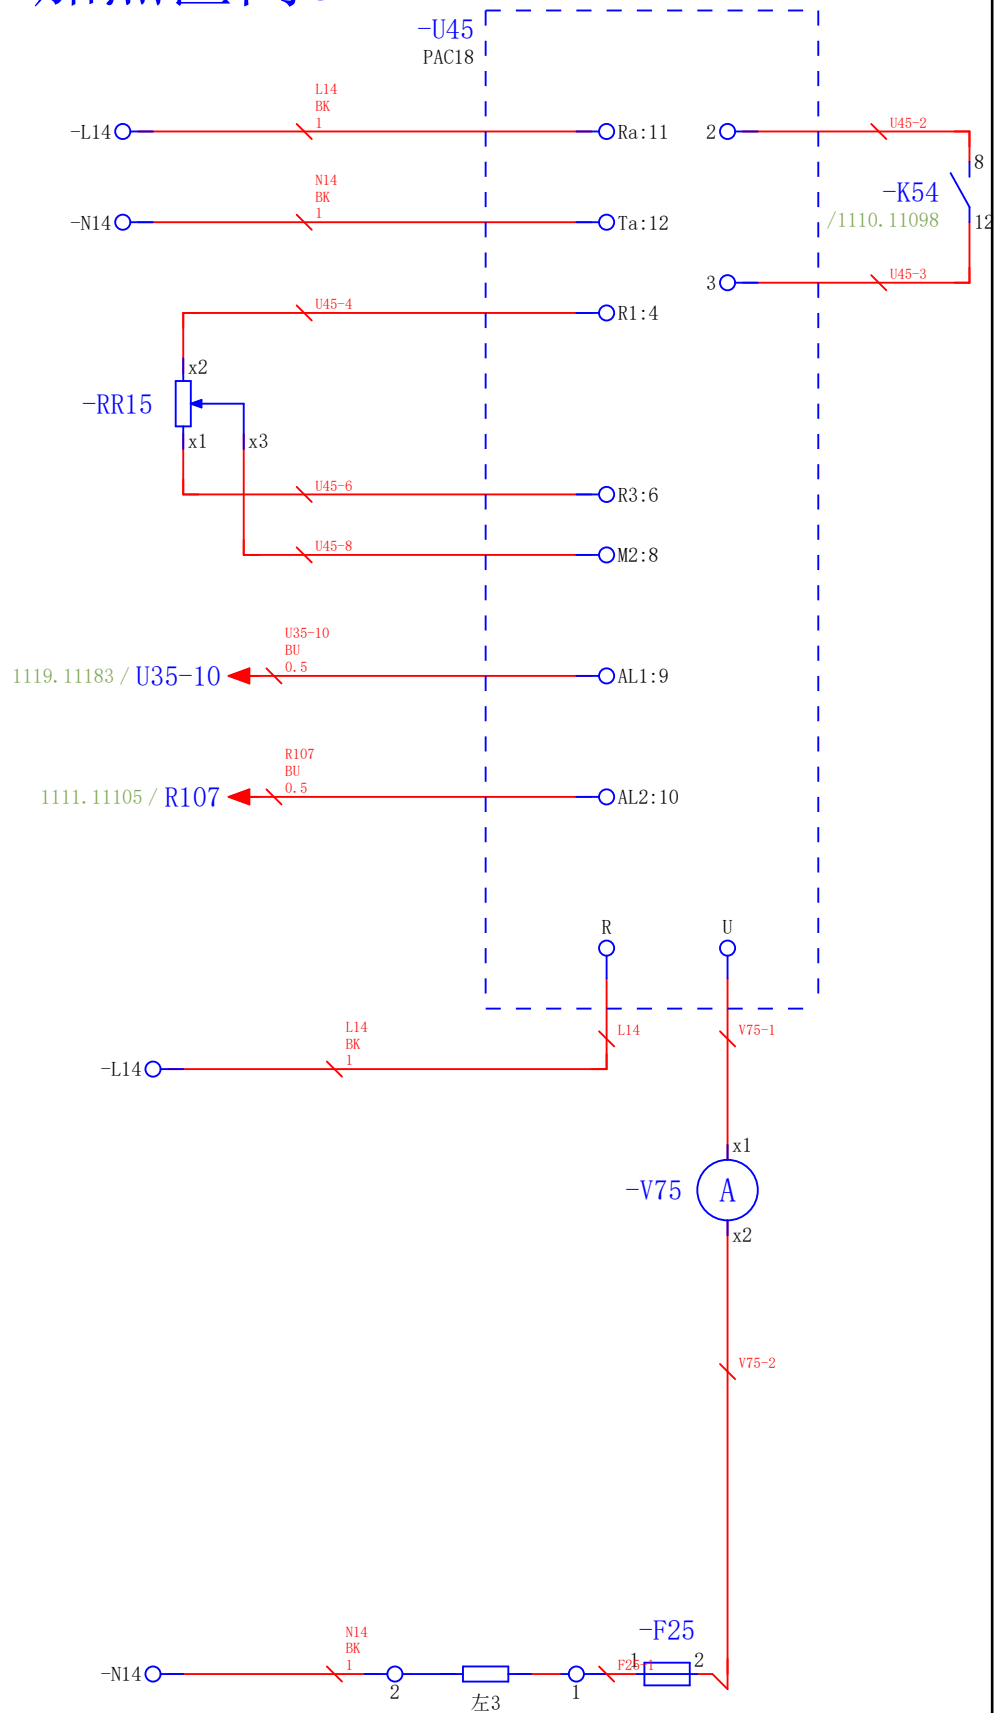 -U45
PAC18
L14
BK
1
-L14
Ra:11
2
U45-2
8
N14
BK
1
-N14
Ta:12
-K54
/1110.11098
12
3
U45-3
U45-4
R1:4
x2
-RR15
x1
x3
U45-6
R3:6
U45-8
M2:8
U35-10
BU
0.5
1119.11183 / U35-10
AL1:9
R107
BU
0.5
1111.11105 / R107
AL2:10
R
U
L14
BK
1
L14
V75-1
-L14
x1
-V75
A
x2
V75-2
-F25
N14
BK
1
1
2
-N14
F25-1
2
1
左3